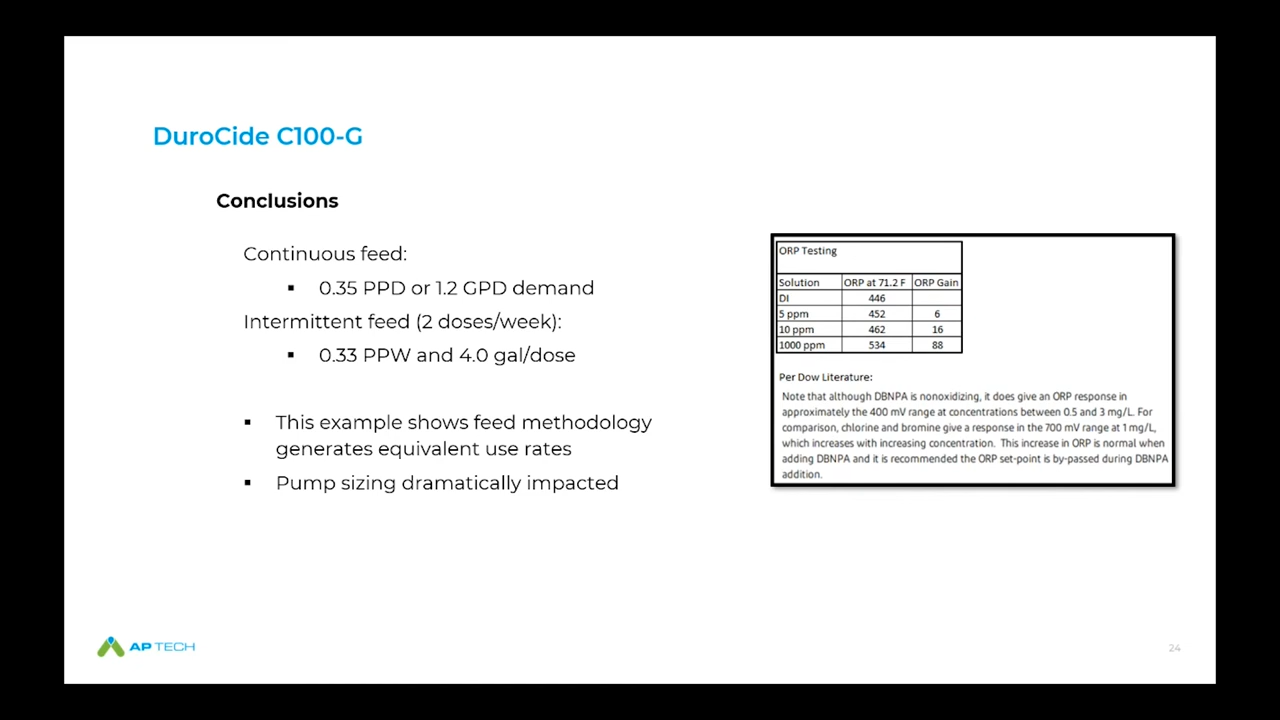 DuroCide C100-G
Conclusions
Continuous feed:
▪ 0.35 PPD or 1.2 GPD demand
Intermittent feed (2 doses/week):
▪ 0.33 PPW and 4.0 gal/dose
▪ This example shows feed methodology
generates equivalent use rates
▪ Pump sizing dramatically impacted
ORP Testing
Solution ORP at 71.2 F ORP Gain
DI 446
5 ppm 452 6
10 ppm 462 16
1000 ppm 534 88
Per Dow Literature:
Note that although DBNPA is nonoxidizing, it does give an ORP response in
approximately the 400 mV range at concentrations between 0.5 and 3 mg/L. For
comparison, chlorine and bromine give a response in the 700 mV range at 1 mg/L,
which increases with increasing concentration. This increase in ORP is normal when
adding DBNPA and it is recommended the ORP set-point is by-passed during DBNPA
addition.
AP TECH
24